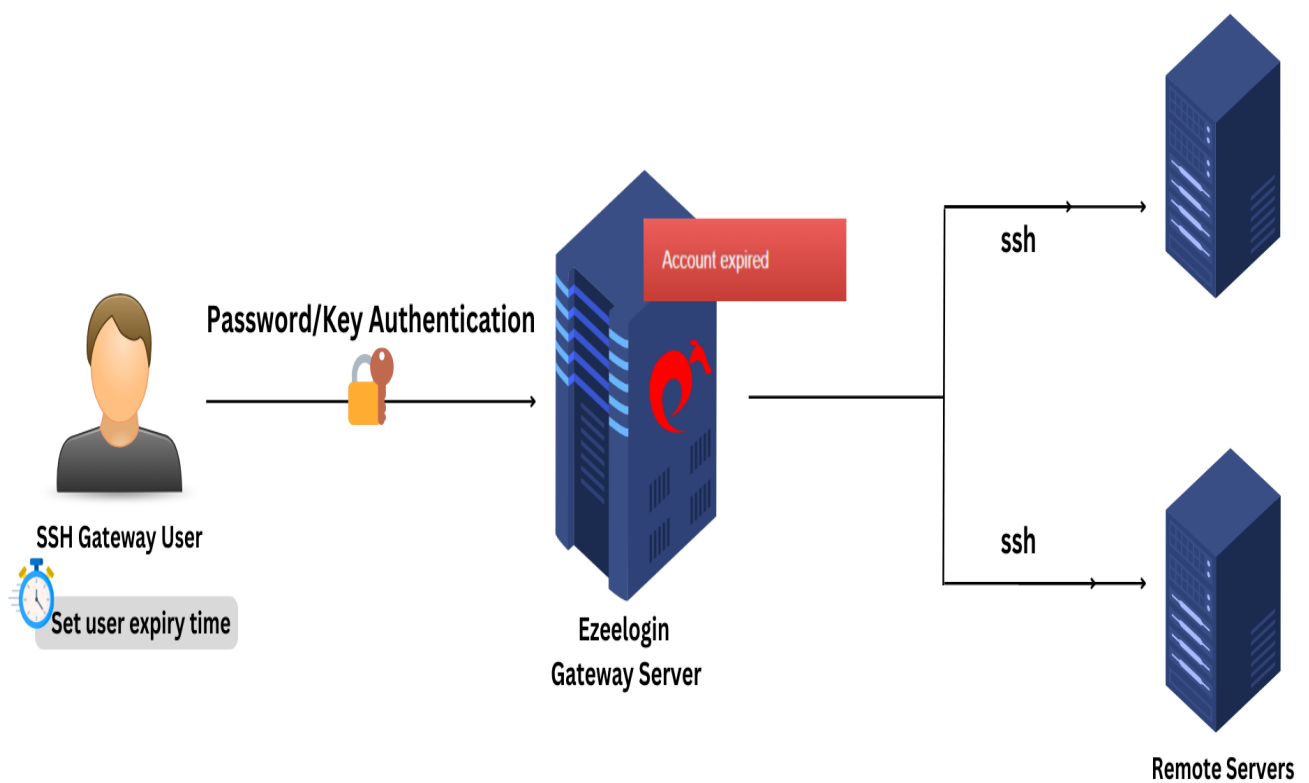 Account expired
ssh
Password/Key Authentication
SSH Gateway User
Set user expiry time
ssh
Ezeelogin
Gateway Server
Remote Servers